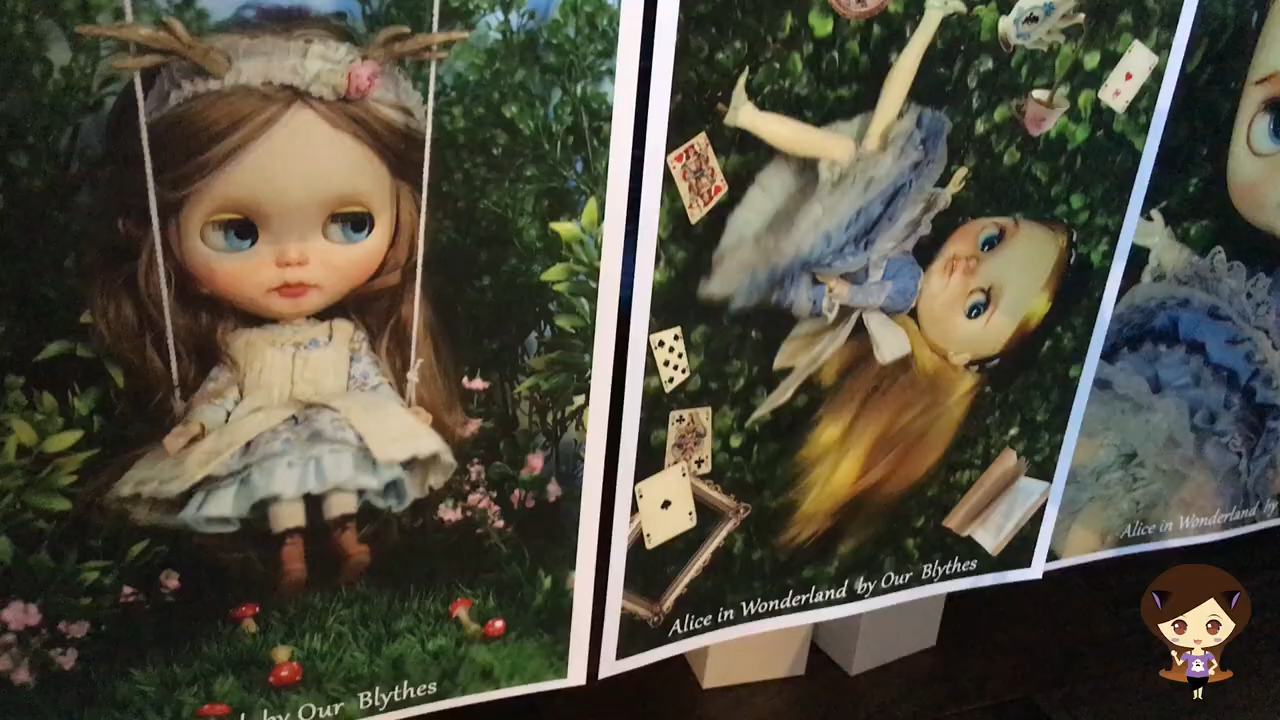 by Our Blythes
Alice in Wonderland by Our Blythes
Alice in Wonderland by